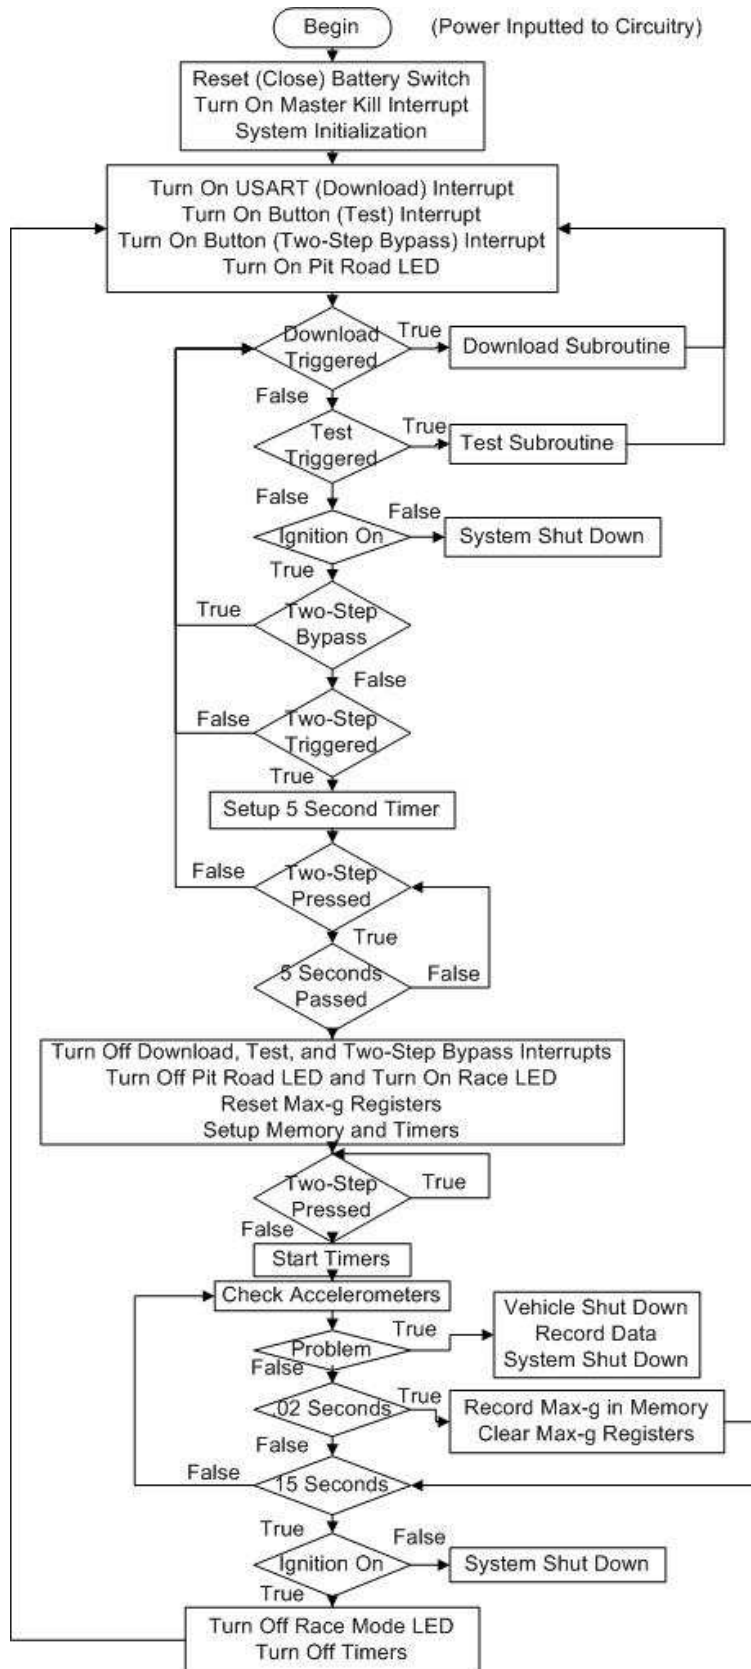 Begin
(Power Inputted to Circuitry)
Reset (Close) Battery Switch
Turn On Master Kill Interrupt
System Initialization
Turn On USART (Download) Interrupt
Turn On Button (Test) Interrupt
Turn On Button (Two-Step Bypass) Interrupt
Turn On Pit Road LED
Download
Triggered
True
Download Subroutine
False
Test
Triggered
True
Test Subroutine
False
Ignition On
False
System Shut Down
True
Two-Step
Bypass
True
False
Two-Step
Triggered
False
True
Setup 5 Second Timer
Two-Step
Pressed
False
True
5 Seconds
Passed
False
Turn Off Download, Test, and Two-Step Bypass Interrupts
Turn Off Pit Road LED and Turn On Race LED
Reset Max-g Registers
Setup Memory and Timers
Two-Step
Pressed
True
False
Start Timers
Check Accelerometers
Problem
True
Vehicle Shut Down
Record Data
System Shut Down
False
.02 Seconds
True
Record Max-g in Memory
Clear Max-g Registers
False
15 Seconds
False
True
Ignition On
False
System Shut Down
True
Turn Off Race Mode LED
Turn Off Timers